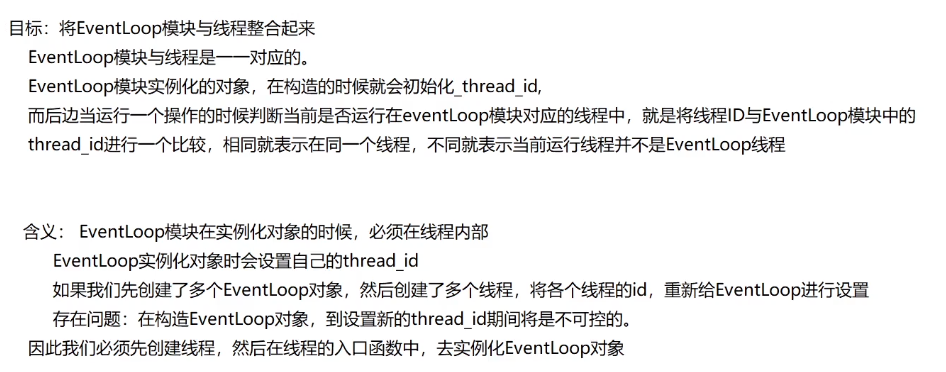 目标：将EventLoop模块与线程整合起来
EventLoop模块与线程是一一对应的。
EventLoop模块实例化的对象，在构造的时候就会初始化_thread_id,
而后边当运行一个操作的时候判断当前是否运行在eventLoop模块对应的线程中，就是将线程ID与EventLoop模块中的
thread_id进行一个比较，相同就表示在同一个线程，不同就表示当前运行线程并不是EventLoop线程
含义： EventLoop模块在实例化对象的时候，必须在线程内部
EventLoop实例化对象时会设置自己的thread_id
如果我们先创建了多个EventLoop对象，然后创建了多个线程，将各个线程的id，重新给EventLoop进行设置
存在问题：在构造EventLoop对象，到设置新的thread_id期间将是不可控的。
因此我们必须先创建线程，然后在线程的入口函数中，去实例化EventLoop对象